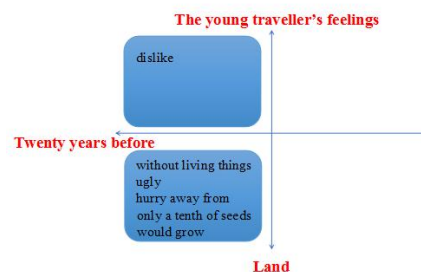 The young traveller's feelings
dislike
Twenty years before
without living things
ugly
hurry away from
only a tenth of seeds
would grow
Land